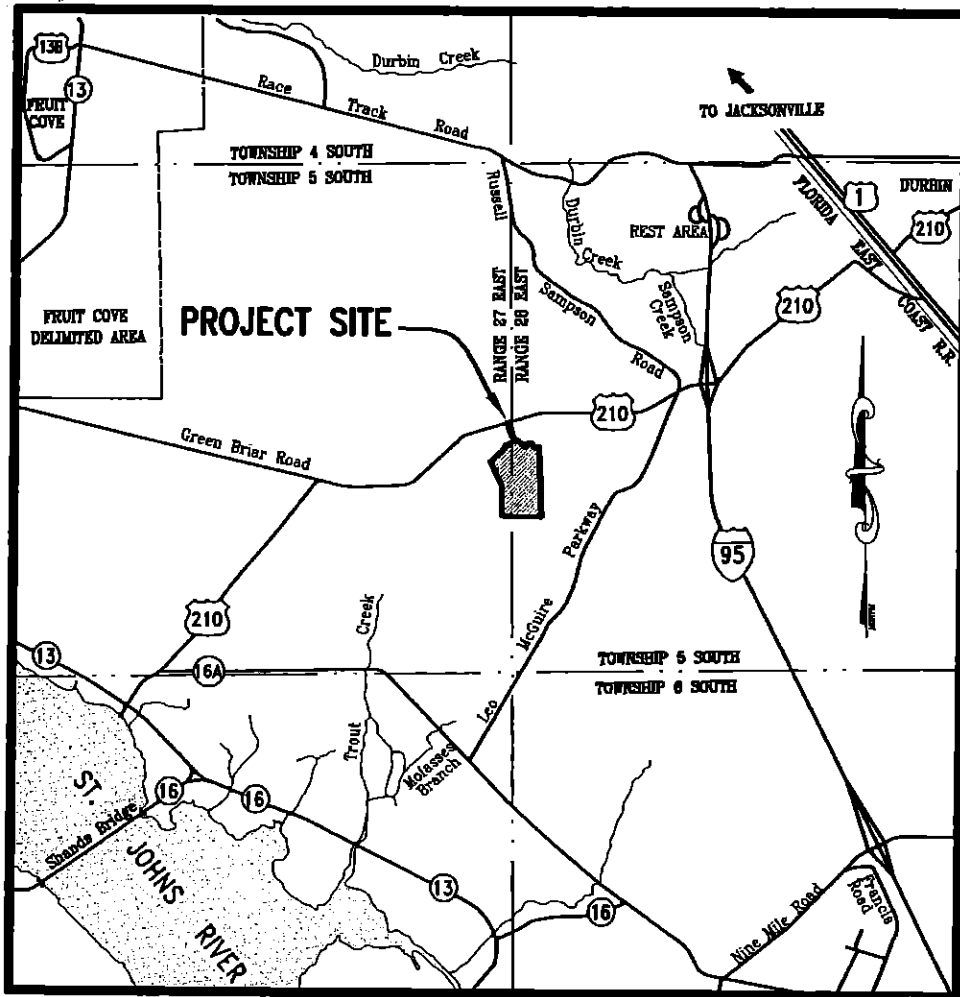 13B
Durbin Creek
13
FRUIT
COVE
Race Track Road
TO JACKSONVILLE
TOWNSHIP 4 SOUTH
TOWNSHIP 5 SOUTH
Russell Sampson Road
Durbin
Creek
REST AREA
FLORIDA EAST COAST R.R.
1
DURBIN
210
Sampson
Creek
210
FRUIT COVE
DELIMITED AREA
PROJECT SITE
RANGE 27 EAST
RANGE 28 EAST
210
Green Briar Road
95
210
Leo McGuire Parkway
13
16A
Trout Creek
TOWNSHIP 5 SOUTH
TOWNSHIP 6 SOUTH
Molasses
Branch
ST. JOHNS RIVER
16
16
Shands Bridge
13
16
Nine Mile Road
Francis
Road